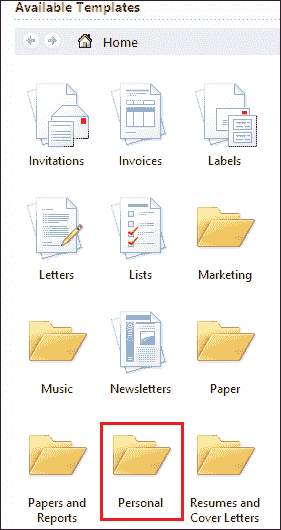 Available Templates
Home
Invitations
Invoices
Labels
Letters
Lists
Marketing
Music
Newsletters
Paper
Papers and
Reports
Personal
Resumes and
Cover Letters